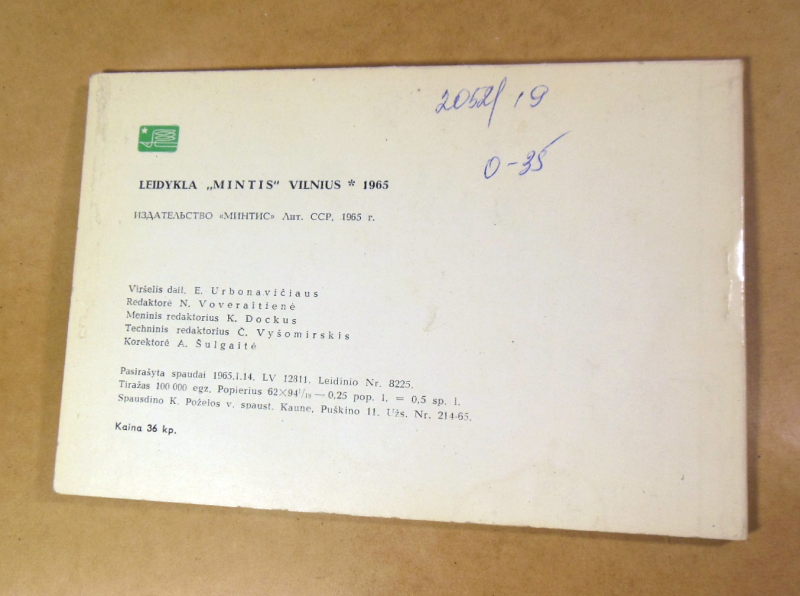 2052/ 19
0-35
LEIDYKLA „MINTIS" VILNIUS * 1965
ИЗДАТЕЛЬСТВО «МИНТИС» Лит. ССР, 1965 г.
Viršelis dail. E. Urbonavičiaus
Redaktorė N. Voveraitienė
Meninis redaktorius K. Dockus
Techninis redaktorius Č. Vyšomirskis
Korektorė A. Šulgaitė
Pasirašyta spaudai 1965.I.14. LV 12811. Leidinio Nr. 8225.
Tiražas 100 000 egz. Popierius 62×94¹/₁₈ — 0,25 pop. l. = 0,5 sp. l.
Spausdino K. Poželos v. spaust. Kaune, Puškino 11. Užs. Nr. 214-65.
Kaina 36 kp.